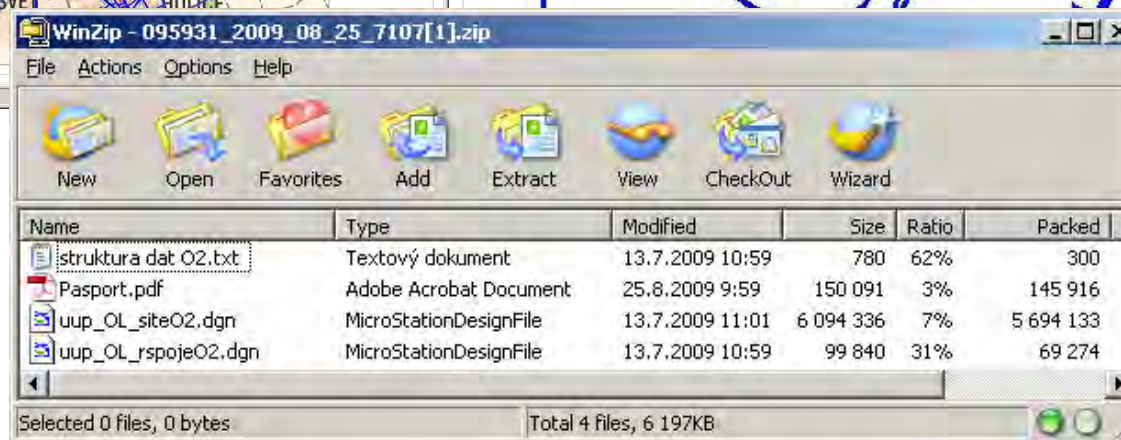 HULICE
WinZip - 095931_2009_08_25_7107[1].zip
File Actions Options Help
New Open Favorites Add Extract View CheckOut Wizard
Name Type Modified Size Ratio Packed
struktura dat O2.txt Textový dokument 13.7.2009 10:59 780 62% 300
Pasport.pdf Adobe Acrobat Document 25.8.2009 9:59 150 091 3% 145 916
uup_OL_siteO2.dgn MicroStationDesignFile 13.7.2009 11:01 6 094 336 7% 5 694 133
uup_OL_rspojeO2.dgn MicroStationDesignFile 13.7.2009 10:59 99 840 31% 69 274
Selected 0 files, 0 bytes Total 4 files, 6 197KB